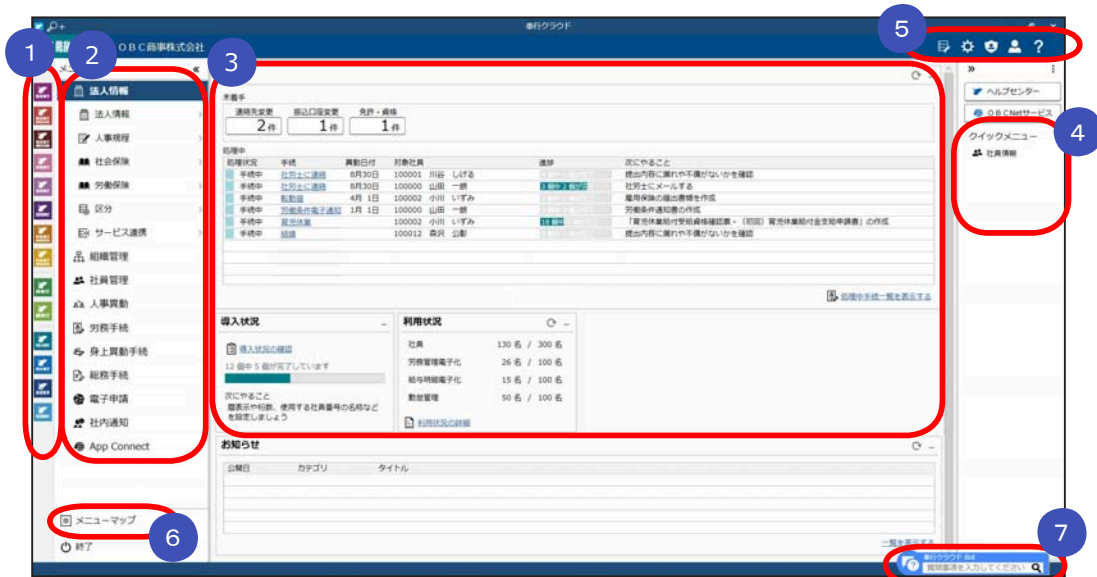 奉行クラウド
OBC商事株式会社
1
2
3
4
5
6
7
法人情報
法人情報
人事規程
社会保険
労働保険
区分
サービス連携
組織管理
社員管理
人事異動
労務手続
身上異動手続
総務手続
電子申請
社内通知
App Connect
メニューマップ
終了
未着手
連絡先変更 振込口座変更 免許・資格
2件 1件 1件
処理中
処理状況 手続 異動日付 対象社員 進捗 次にやること
手続中 社労士に連絡 8月30日 100001 川谷 しげる 提出内容に漏れや不備がないかを確認
手続中 社労士に連絡 8月30日 100000 山田 一郎 社労士にメールする
手続中 転勤届 4月 1日 100002 小川 いずみ 雇用保険の届出書類を作成
手続中 労働条件電子通知 1月 1日 100000 山田 一郎 労働条件通知書の作成
手続中 育児休業 100002 小川 いずみ 「育児休業給付受給資格確認票・(初回)育児休業給付金支給申請書」の作成
手続中 結婚 100012 森沢 公彰 提出内容に漏れや不備がないかを確認
処理中手続一覧を表示する
導入状況
導入状況の確認
12 個中 5 個が完了しています
次にやること
暦表示や桁数、使用する社員番号の名称など
を設定しましょう
利用状況
社員 130 名 / 300 名
労務管理電子化 26 名 / 100 名
給与明細電子化 15 名 / 100 名
勤怠管理 50 名 / 100 名
利用状況の詳細
お知らせ
公開日 カテゴリ タイトル
一覧を表示する
ヘルプセンター
OBCNetサービス
クイックメニュー
社員情報
奉行クラウド Bot
質問事項を入力してください